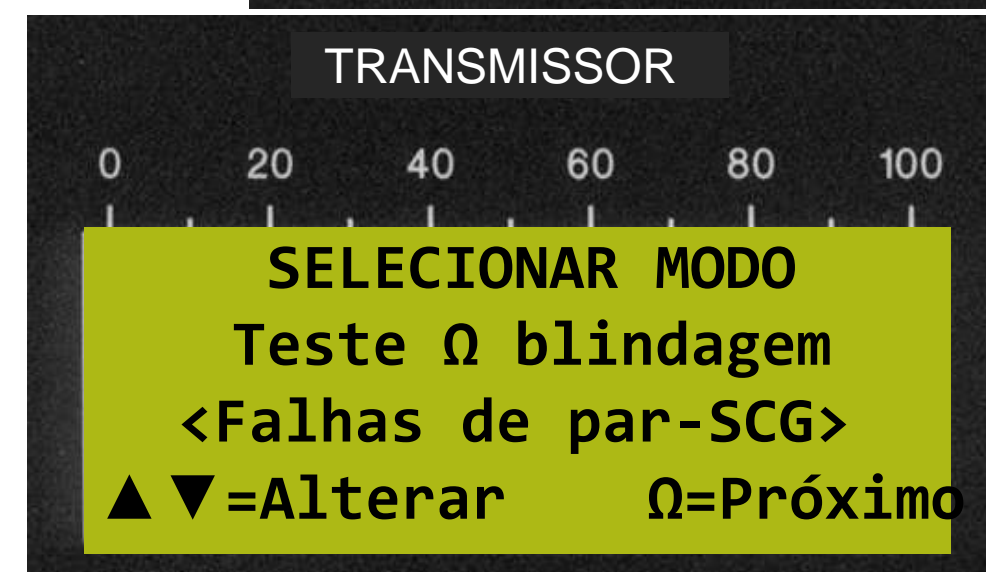 TRANSMISSOR
0 20 40 60 80 100
SELECIONAR MODO
Teste Ω blindagem
<Falhas de par-SCG>
▲▼=Alterar Ω=Próximo